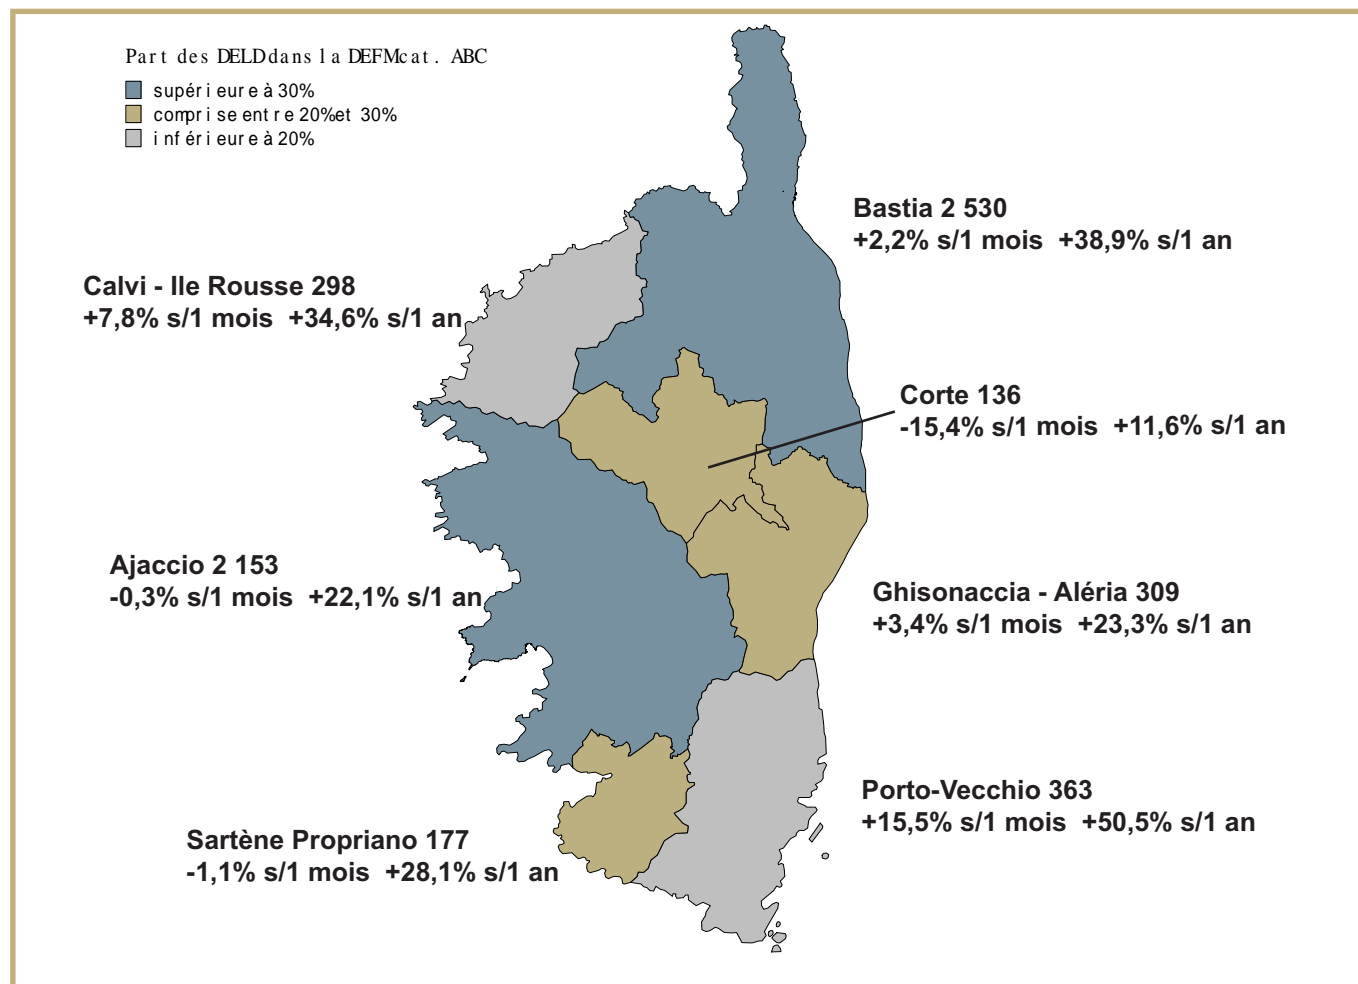 Part des DELD dans la DEFM cat. ABC
supérieure à 30%
comprise entre 20% et 30%
inférieure à 20%
Bastia 2 530
+2,2% s/1 mois +38,9% s/1 an
Calvi - Ile Rousse 298
+7,8% s/1 mois +34,6% s/1 an
Corte 136
-15,4% s/1 mois +11,6% s/1 an
Ajaccio 2 153
-0,3% s/1 mois +22,1% s/1 an
Ghisonaccia - Aléria 309
+3,4% s/1 mois +23,3% s/1 an
Porto-Vecchio 363
+15,5% s/1 mois +50,5% s/1 an
Sartène Propriano 177
-1,1% s/1 mois +28,1% s/1 an